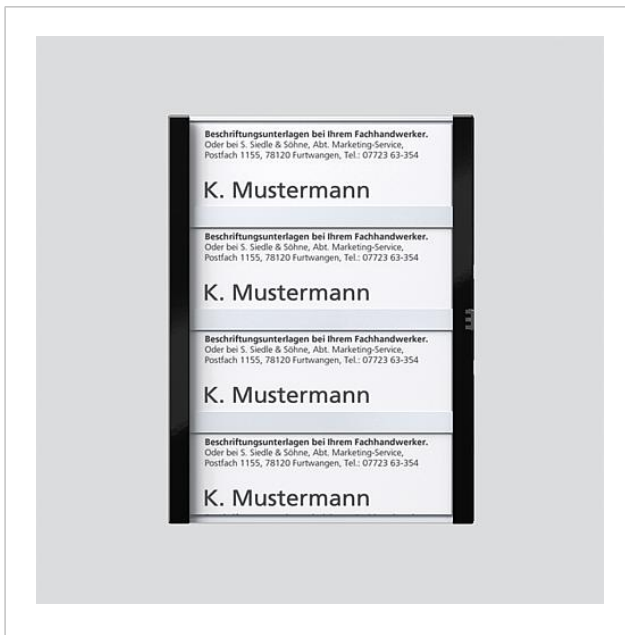 Beschriftungsunterlagen bei Ihrem Fachhandwerker.
Oder bei S. Siedle & Söhne, Abt. Marketing-Service,
Postfach 1155, 78120 Furtwangen, Tel.: 07723 63-354
K. Mustermann
Beschriftungsunterlagen bei Ihrem Fachhandwerker.
Oder bei S. Siedle & Söhne, Abt. Marketing-Service,
Postfach 1155, 78120 Furtwangen, Tel.: 07723 63-354
K. Mustermann
Beschriftungsunterlagen bei Ihrem Fachhandwerker.
Oder bei S. Siedle & Söhne, Abt. Marketing-Service,
Postfach 1155, 78120 Furtwangen, Tel.: 07723 63-354
K. Mustermann
Beschriftungsunterlagen bei Ihrem Fachhandwerker.
Oder bei S. Siedle & Söhne, Abt. Marketing-Service,
Postfach 1155, 78120 Furtwangen, Tel.: 07723 63-354
K. Mustermann